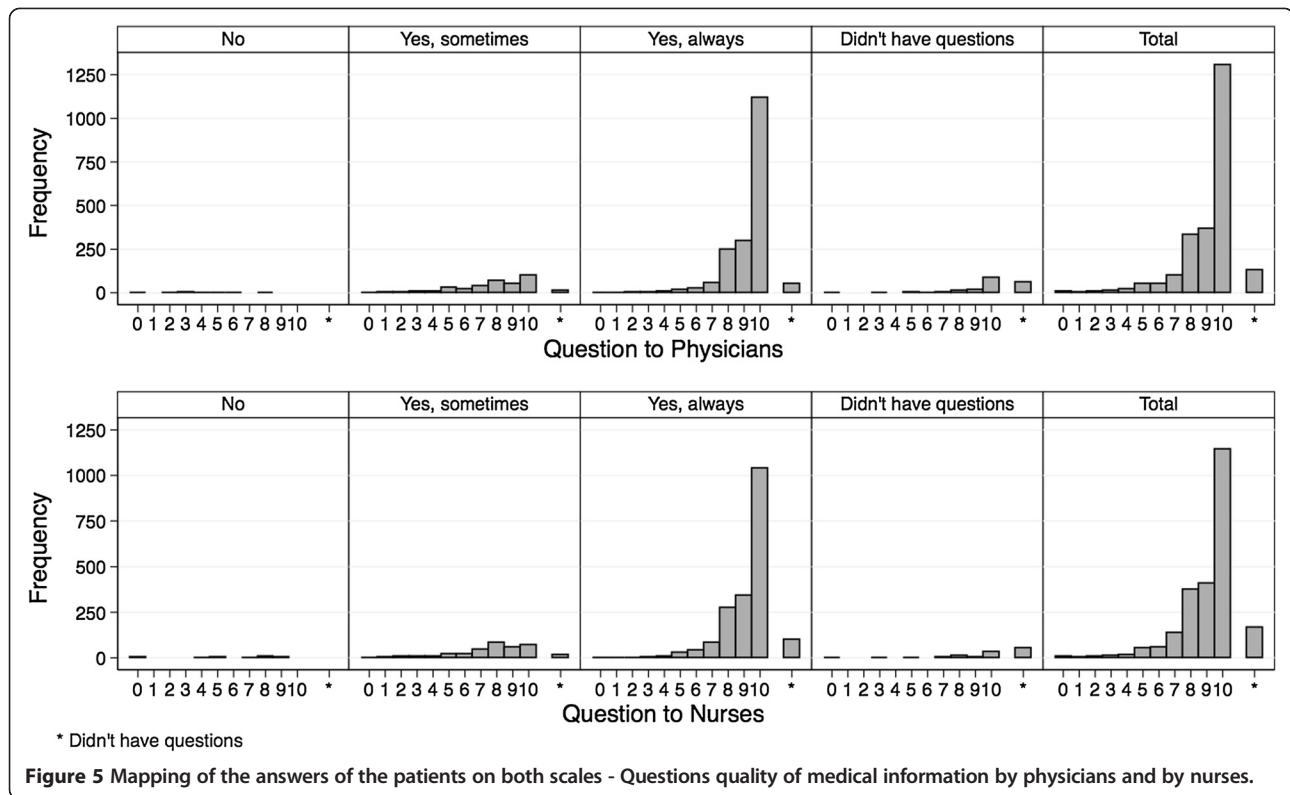 No Yes, sometimes Yes, always Didn't have questions Total
Frequency
1250
1000
750
500
250
0
0 1 2 3 4 5 6 7 8 9 10 * 0 1 2 3 4 5 6 7 8 9 10 * 0 1 2 3 4 5 6 7 8 9 10 * 0 1 2 3 4 5 6 7 8 9 10 * 0 1 2 3 4 5 6 7 8 9 10 *
Question to Physicians
No Yes, sometimes Yes, always Didn't have questions Total
Frequency
1250
1000
750
500
250
0
0 1 2 3 4 5 6 7 8 9 10 * 0 1 2 3 4 5 6 7 8 9 10 * 0 1 2 3 4 5 6 7 8 9 10 * 0 1 2 3 4 5 6 7 8 9 10 * 0 1 2 3 4 5 6 7 8 9 10 *
Question to Nurses
* Didn't have questions
Figure 5 Mapping of the answers of the patients on both scales - Questions quality of medical information by physicians and by nurses.